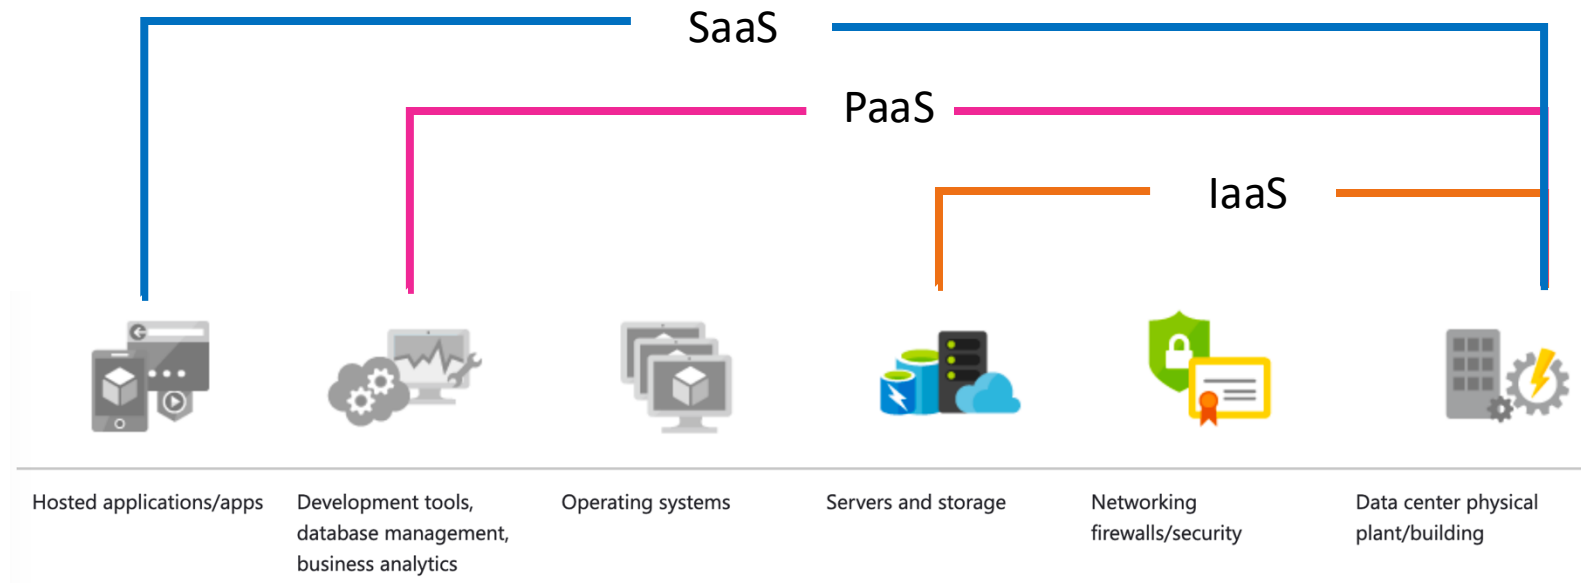 SaaS
PaaS
IaaS
Hosted applications/apps
Development tools,
database management,
business analytics
Operating systems
Servers and storage
Networking
firewalls/security
Data center physical
plant/building